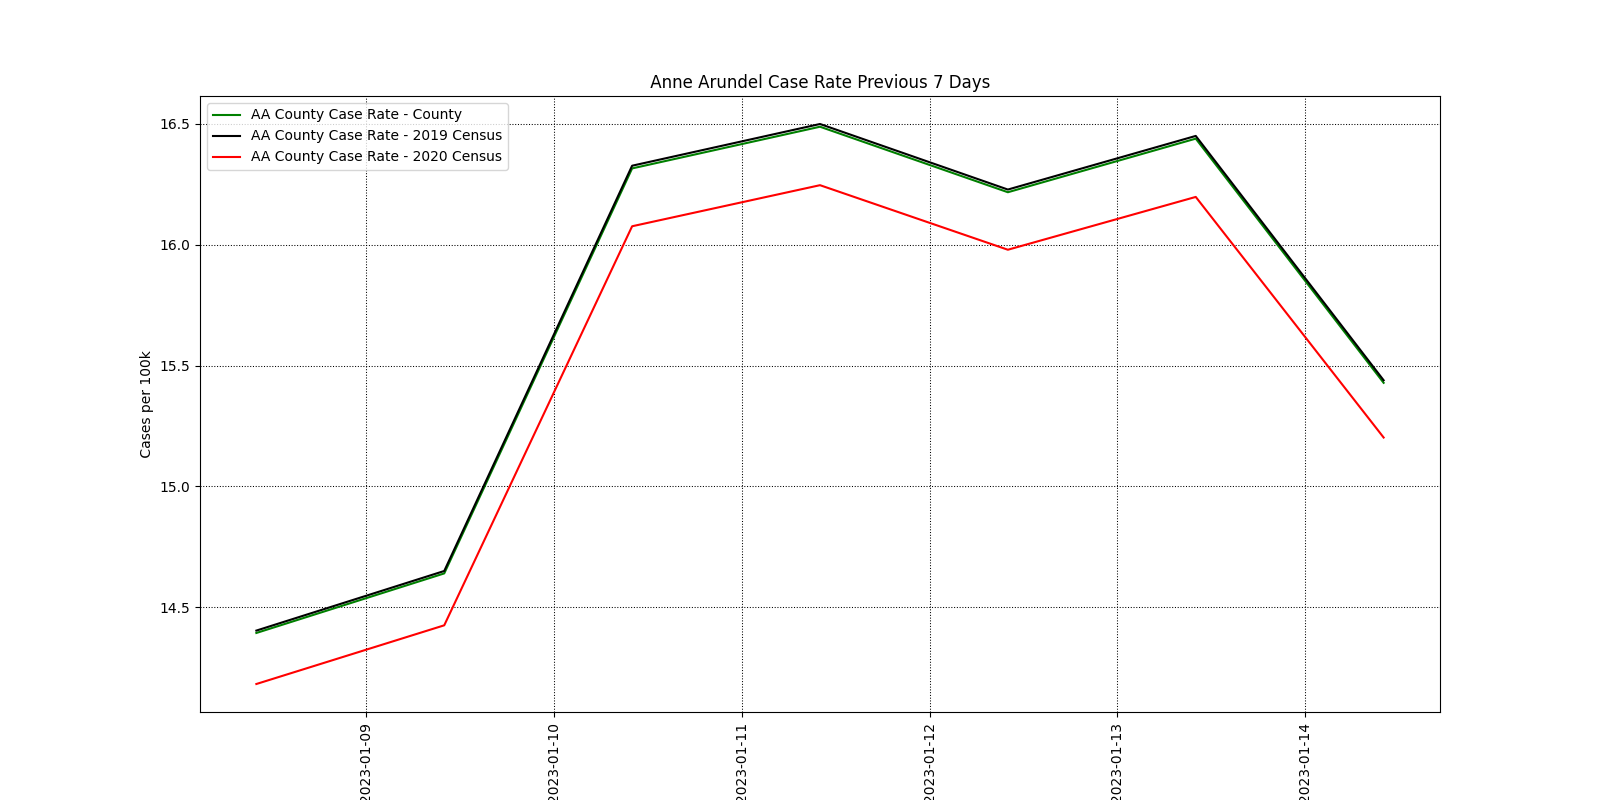 Anne Arundel Case Rate Previous 7 Days
AA County Case Rate - County
AA County Case Rate - 2019 Census
AA County Case Rate - 2020 Census
Cases per 100k
16.5
16.0
15.5
15.0
14.5
2023-01-09
2023-01-10
2023-01-11
2023-01-12
2023-01-13
2023-01-14